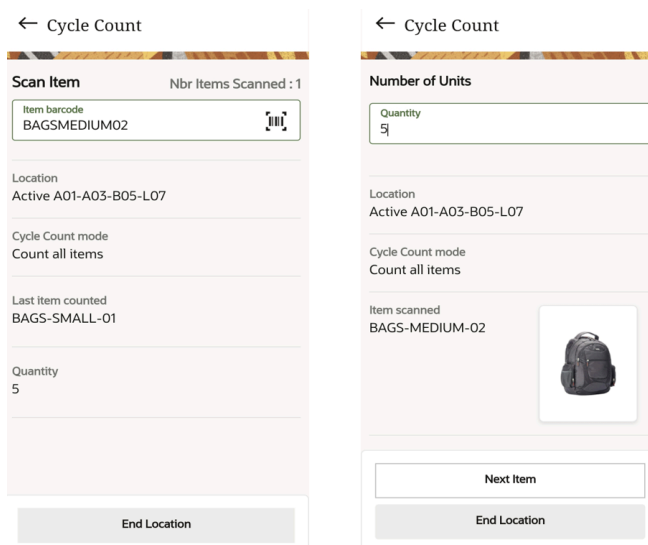 Cycle Count
Scan Item
Nbr Items Scanned : 1
Item barcode
BAGSMEDIUM02
Location
Active A01-A03-B05-L07
Cycle Count mode
Count all items
Last item counted
BAGS-SMALL-01
Quantity
5
End Location
Cycle Count
Number of Units
Quantity
5
Location
Active A01-A03-B05-L07
Cycle Count mode
Count all items
Item scanned
BAGS-MEDIUM-02
Next Item
End Location